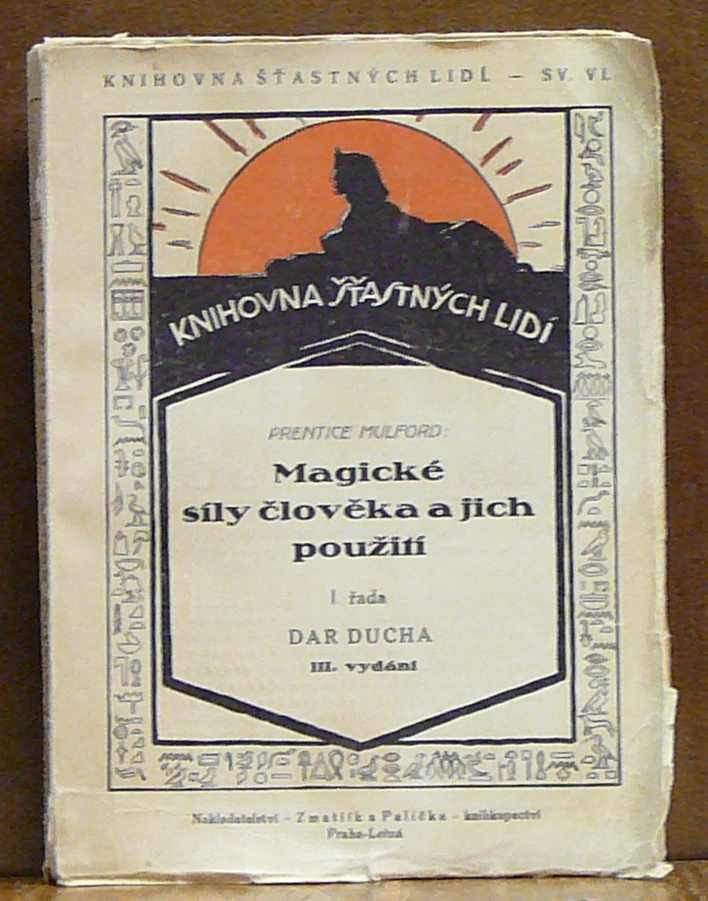 KNIHOVNA ŠŤASTNÝCH LIDÍ – SV. VI.
KNIHOVNA ŠŤASTNÝCH LIDÍ
PRENTICE MULFORD:
Magické
síly člověka a jich
použití
I. řada
DAR DUCHA
III. vydání
Nakladatelství – Zmatlík a Palička – knihkupectví
Praha-Letná